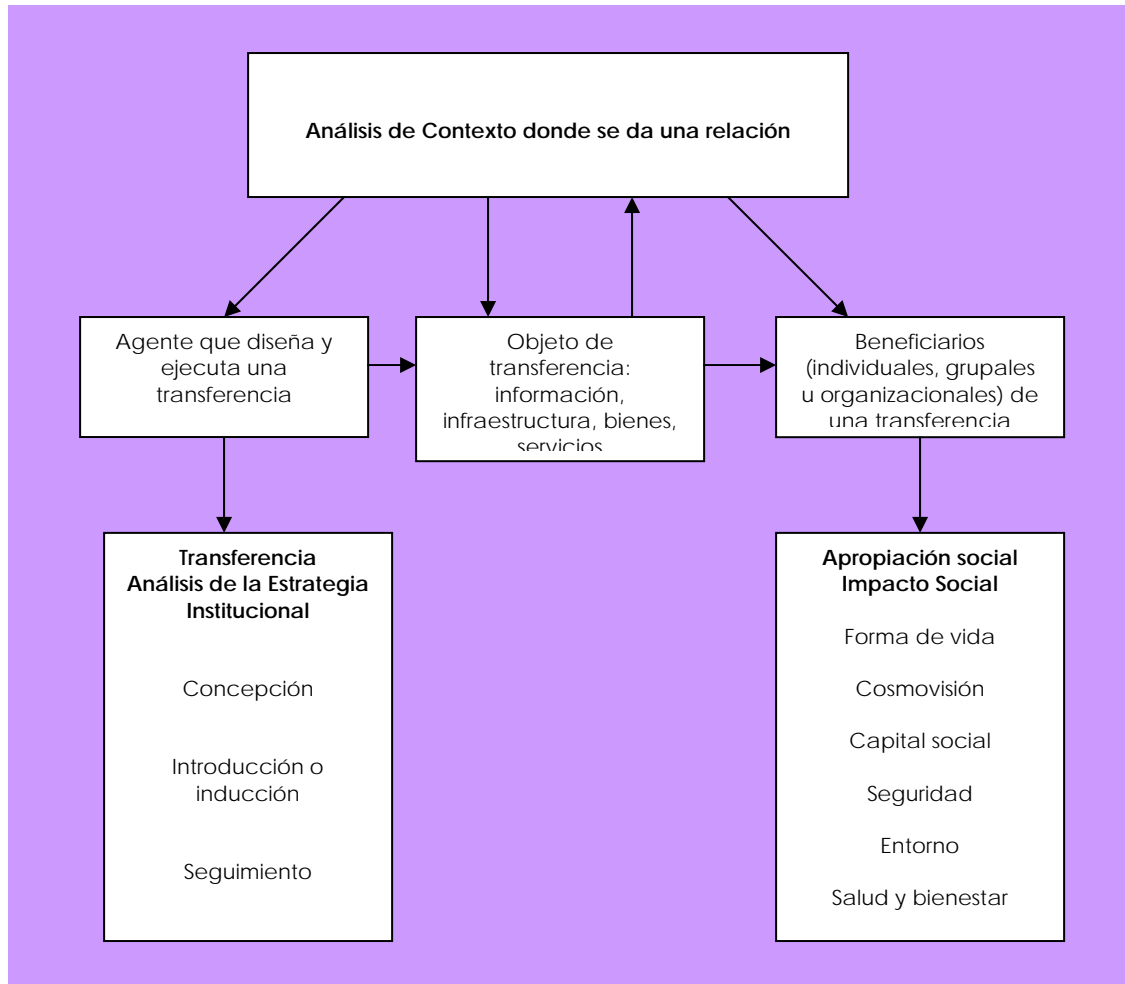 Análisis de Contexto donde se da una relación
Agente que diseña y
ejecuta una
transferencia
Objeto de
transferencia:
información,
infraestructura, bienes,
servicios
Beneficiarios
(individuales, grupales
u organizacionales) de
una transferencia
Transferencia
Análisis de la Estrategia
Institucional
Concepción
Introducción o
inducción
Seguimiento
Apropiación social
Impacto Social
Forma de vida
Cosmovisión
Capital social
Seguridad
Entorno
Salud y bienestar